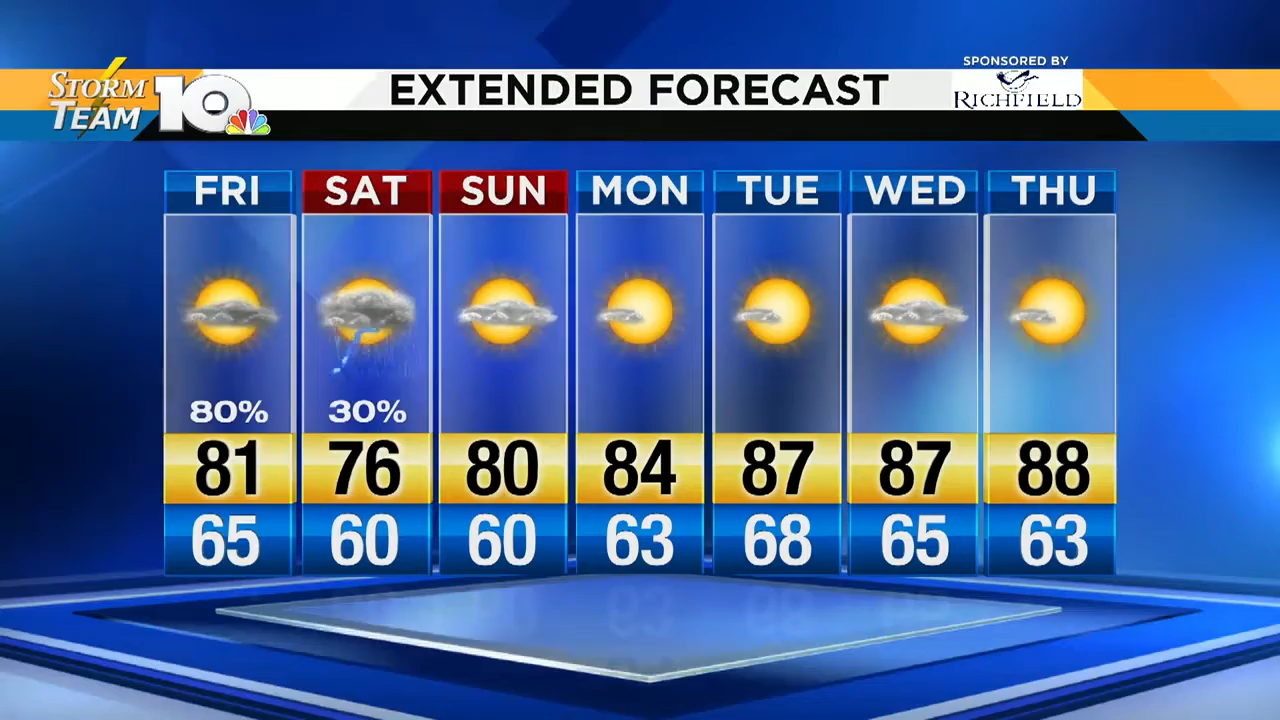 SPONSORED BY
STORM TEAM 10
EXTENDED FORECAST
RICHFIELD
FRI SAT SUN MON TUE WED THU
80% 30%
81 76 80 84 87 87 88
65 60 60 63 68 65 63